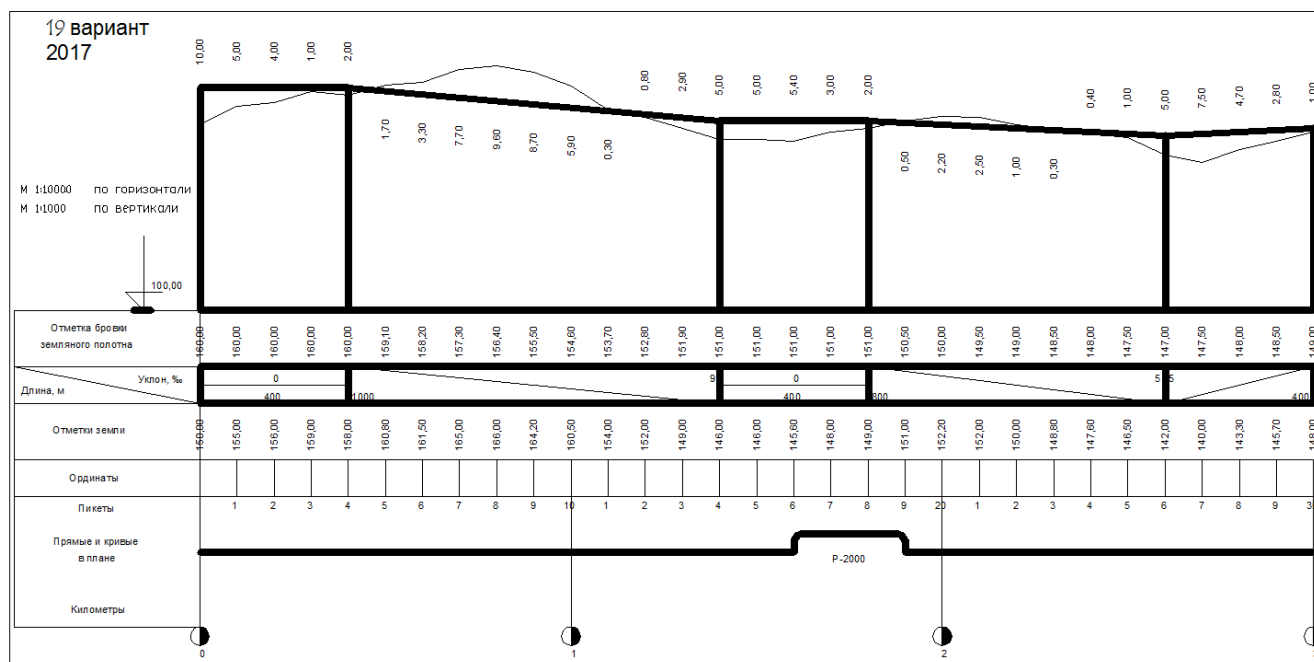 19 вариант
2017
10,00 5,00 4,00 1,00 2,00 0,80 2,90 5,00 5,00 5,40 3,00 2,00 0,40 1,00 5,00 7,50 4,70 2,80
1,70 3,30 7,70 9,60 8,70 5,90 0,30 0,50 2,20 2,50 1,00 0,30
М 1:10000 по горизонтали
М 1:1000 по вертикали
100,00
Отметка бровки
земляного полотна
160,00 160,00 160,00 160,00 160,00 159,10 158,20 157,30 156,40 155,50 154,60 153,70 152,80 151,90 151,00 151,00 151,00 151,00 151,00 150,50 150,00 149,50 149,00 148,50 148,00 147,50 147,00 147,50 148,00 148,50 149,00
Уклон, ‰ 0 9 0 5 5
Длина, м 400 1000 400 800 400
Отметки земли 150,00 155,00 156,00 159,00 158,00 160,80 161,50 165,00 166,00 164,20 160,50 154,00 152,00 149,00 146,00 146,00 145,60 148,00 149,00 151,00 152,20 152,00 150,00 148,80 147,60 146,50 142,00 140,00 143,30 145,70 148,00
Ординаты
Пикеты 1 2 3 4 5 6 7 8 9 10 1 2 3 4 5 6 7 8 9 20 1 2 3 4 5 6 7 8 9
Прямые и кривые
в плане
Р-2000
Километры
0 1 2